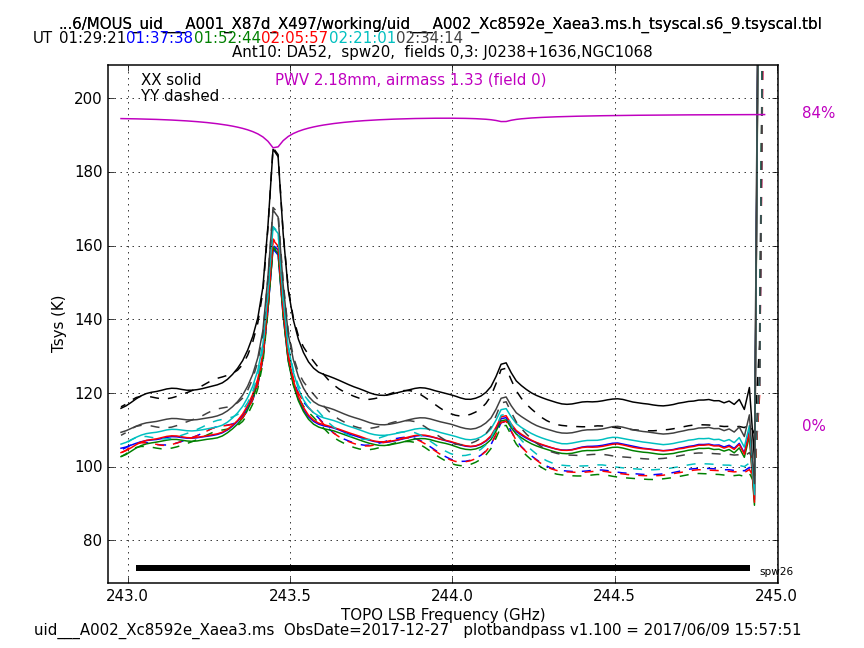 ...6/MOUS_uid___A001_X87d_X497/working/uid___A002_Xc8592e_Xaea3.ms.h_tsyscal.s6_9.tsyscal.tbl
UT 01:29:21 01:37:38 01:52:44 02:05:57 02:21:01 02:34:14
Ant10: DA52,  spw20,  fields 0,3: J0238+1636,NGC1068
XX solid
YY dashed
PWV 2.18mm, airmass 1.33 (field 0)
84%
0%
200
180
160
140
120
100
80
Tsys (K)
spw26
243.0 243.5 244.0 244.5 245.0
TOPO LSB Frequency (GHz)
uid___A002_Xc8592e_Xaea3.ms  ObsDate=2017-12-27   plotbandpass v1.100 = 2017/06/09 15:57:51